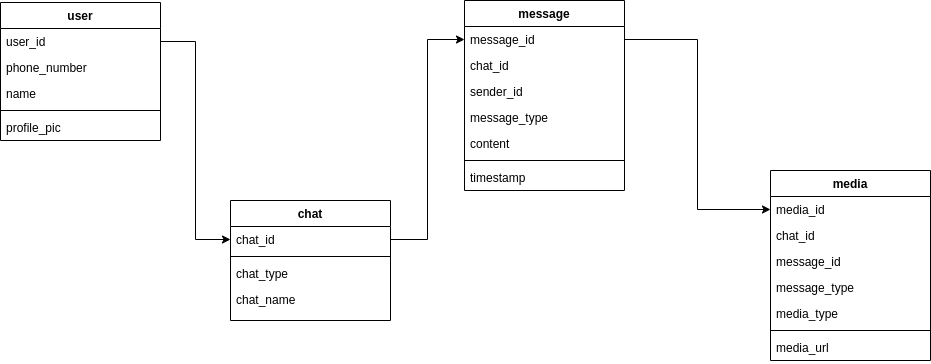 user
user_id
phone_number
name
profile_pic
chat
chat_id
chat_type
chat_name
message
message_id
chat_id
sender_id
message_type
content
timestamp
media
media_id
chat_id
message_id
message_type
media_type
media_url